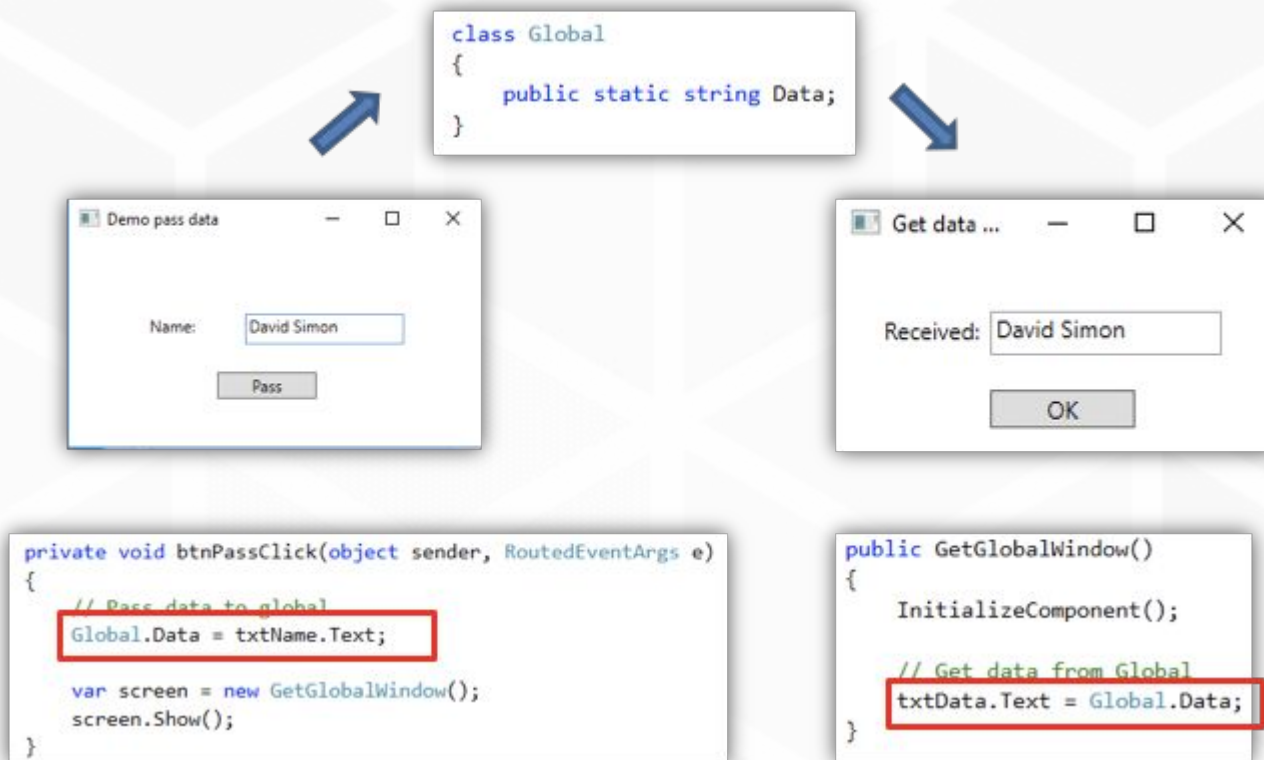 class Global
{
public static string Data;
}
Demo pass data
Name: David Simon
Pass
Get data ...
Received: David Simon
OK
private void btnPassClick(object sender, RoutedEventArgs e)
{
// Pass data to global
Global.Data = txtName.Text;
var screen = new GetGlobalWindow();
screen.Show();
}
public GetGlobalWindow()
{
InitializeComponent();
// Get data from Global
txtData.Text = Global.Data;
}